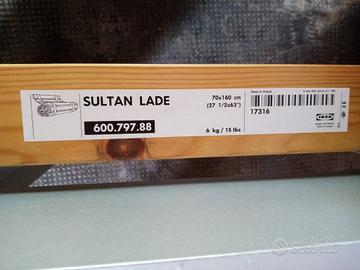 SULTAN LADE
600.797.88
70x160 cm
(27 1/2x63")
6 kg / 15 lbs
Made in Poland
17316
IKEA
Subito